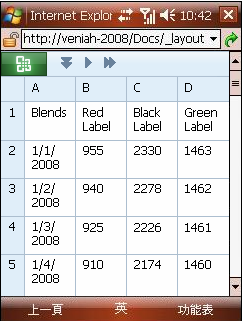 Internet Explor 10:42
http://veniah-2008/Docs/_layout
A B C D
1 Blends Red Label Black Label Green Label
2 1/1/2008 955 2330 1463
3 1/2/2008 940 2278 1462
4 1/3/2008 925 2226 1461
5 1/4/2008 910 2174 1460
上一頁 英 功能表